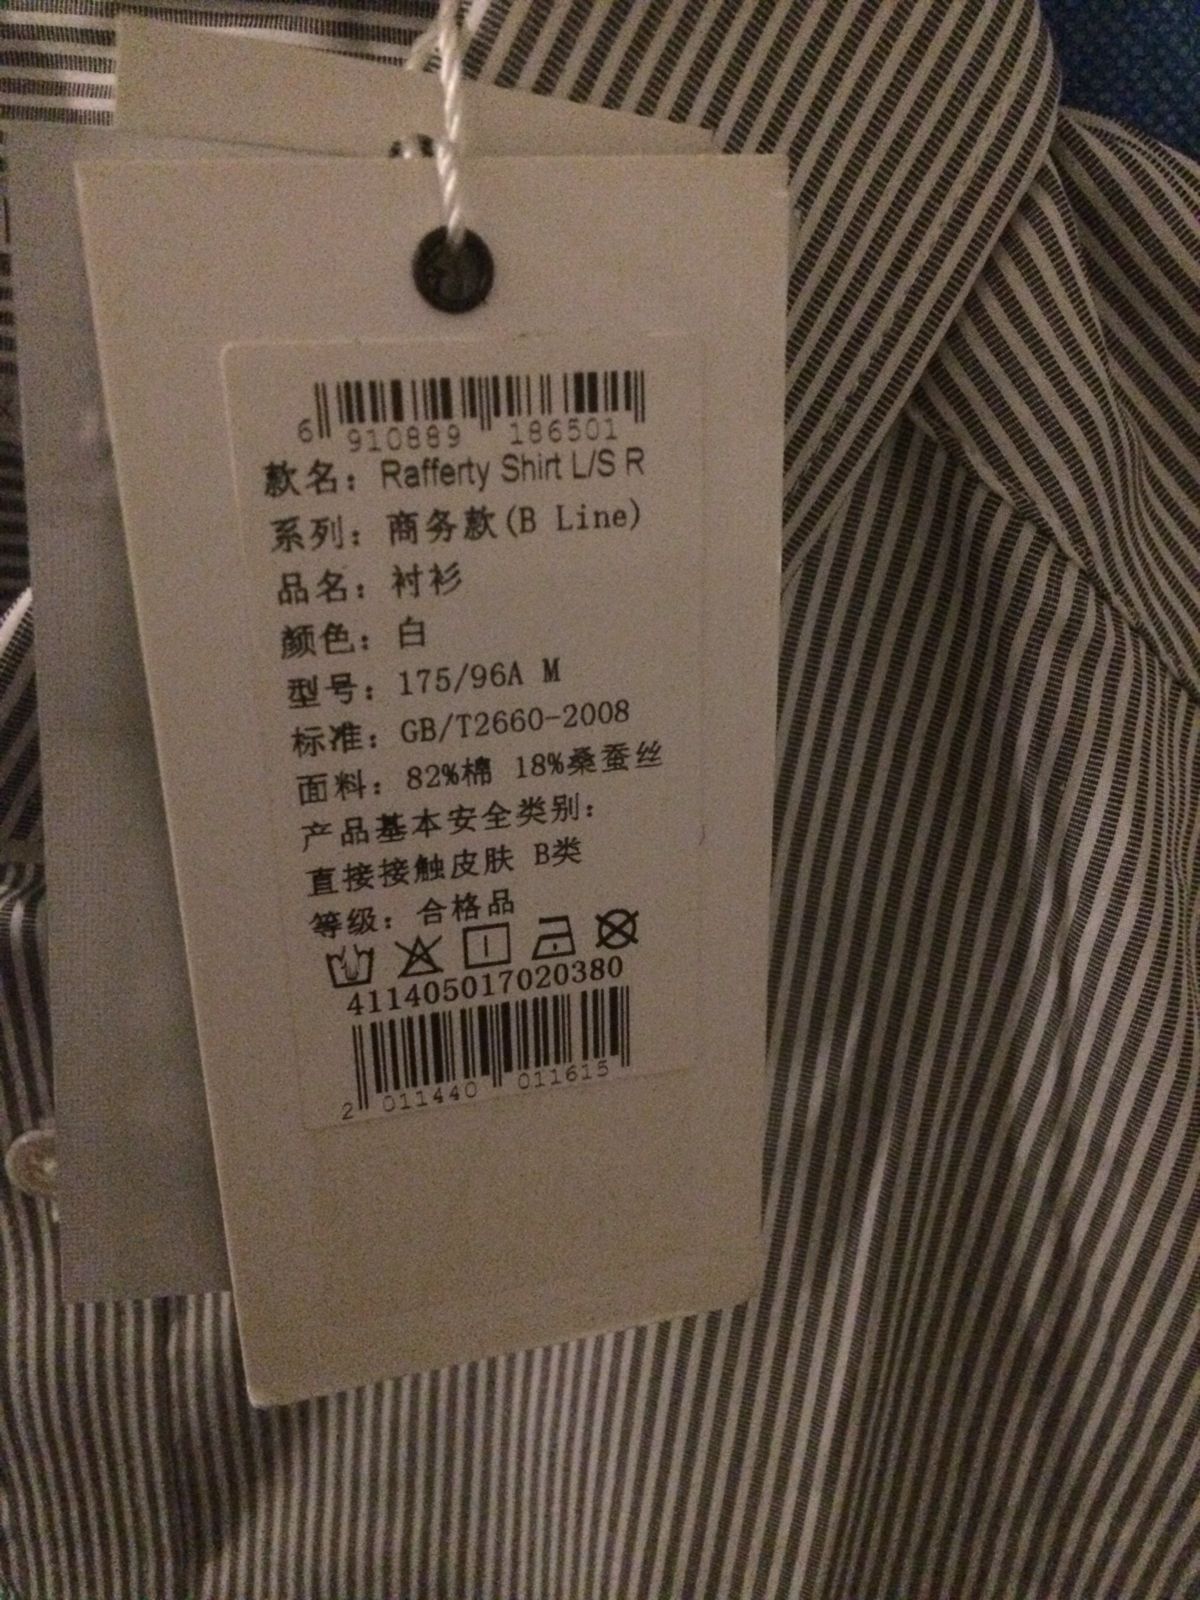 6 910889 186501
款名：Rafferty Shirt L/S R
系列：商务款(B Line)
品名：衬衫
颜色：白
型号：175/96A M
标准：GB/T2660-2008
面料：82%棉 18%桑蚕丝
产品基本安全类别：
直接接触皮肤 B类
等级：合格品
411405017020380
2 011440 011615